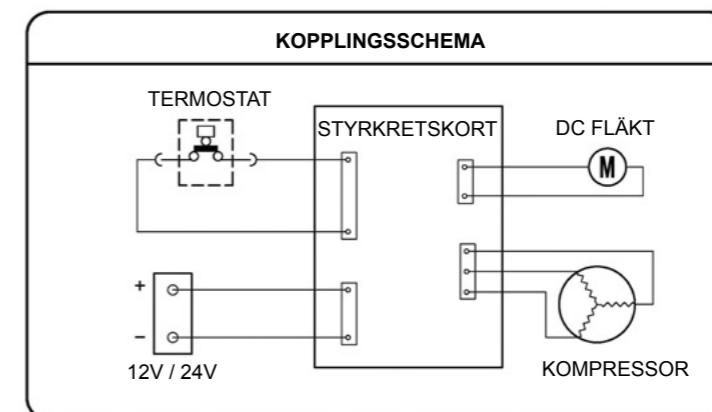 KOPPLINGSSCHEMA
TERMOSTAT
STYRKRETSKORT
DC FLÄKT
M
+
−
12V / 24V
KOMPRESSOR